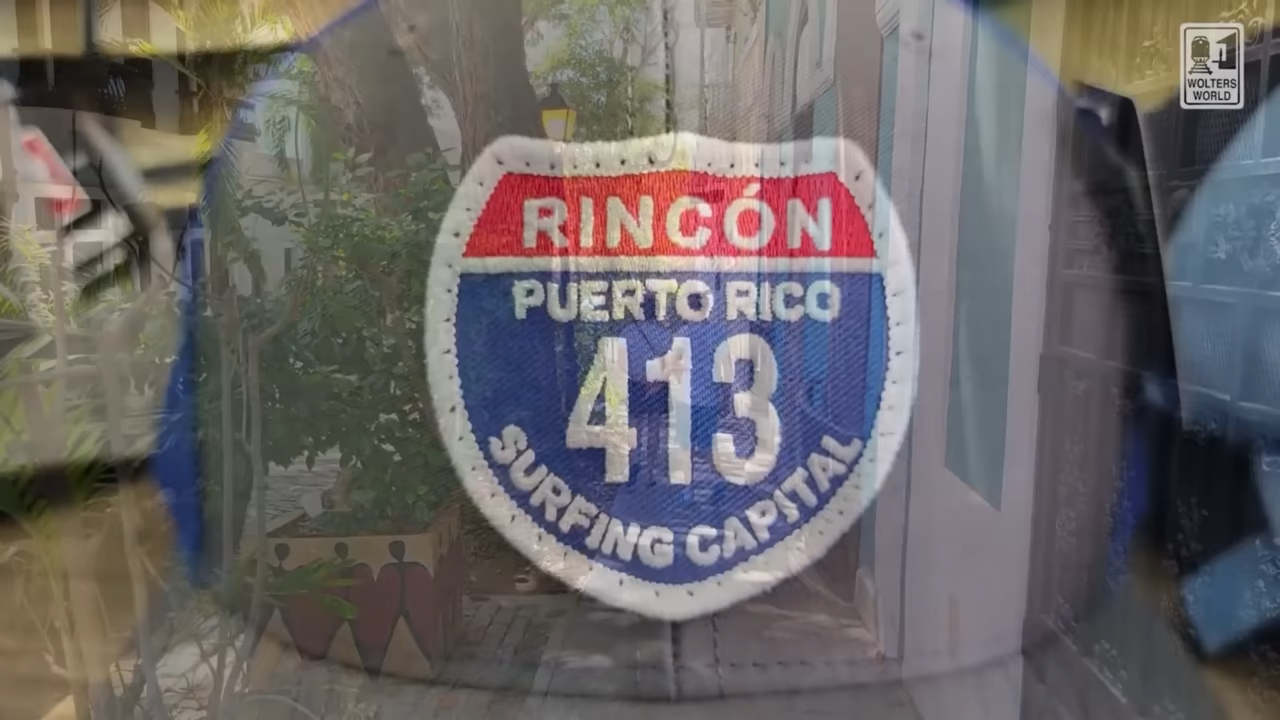 WOLTERS
WORLD
RINCÓN
PUERTO RICO
413
SURFING CAPITAL